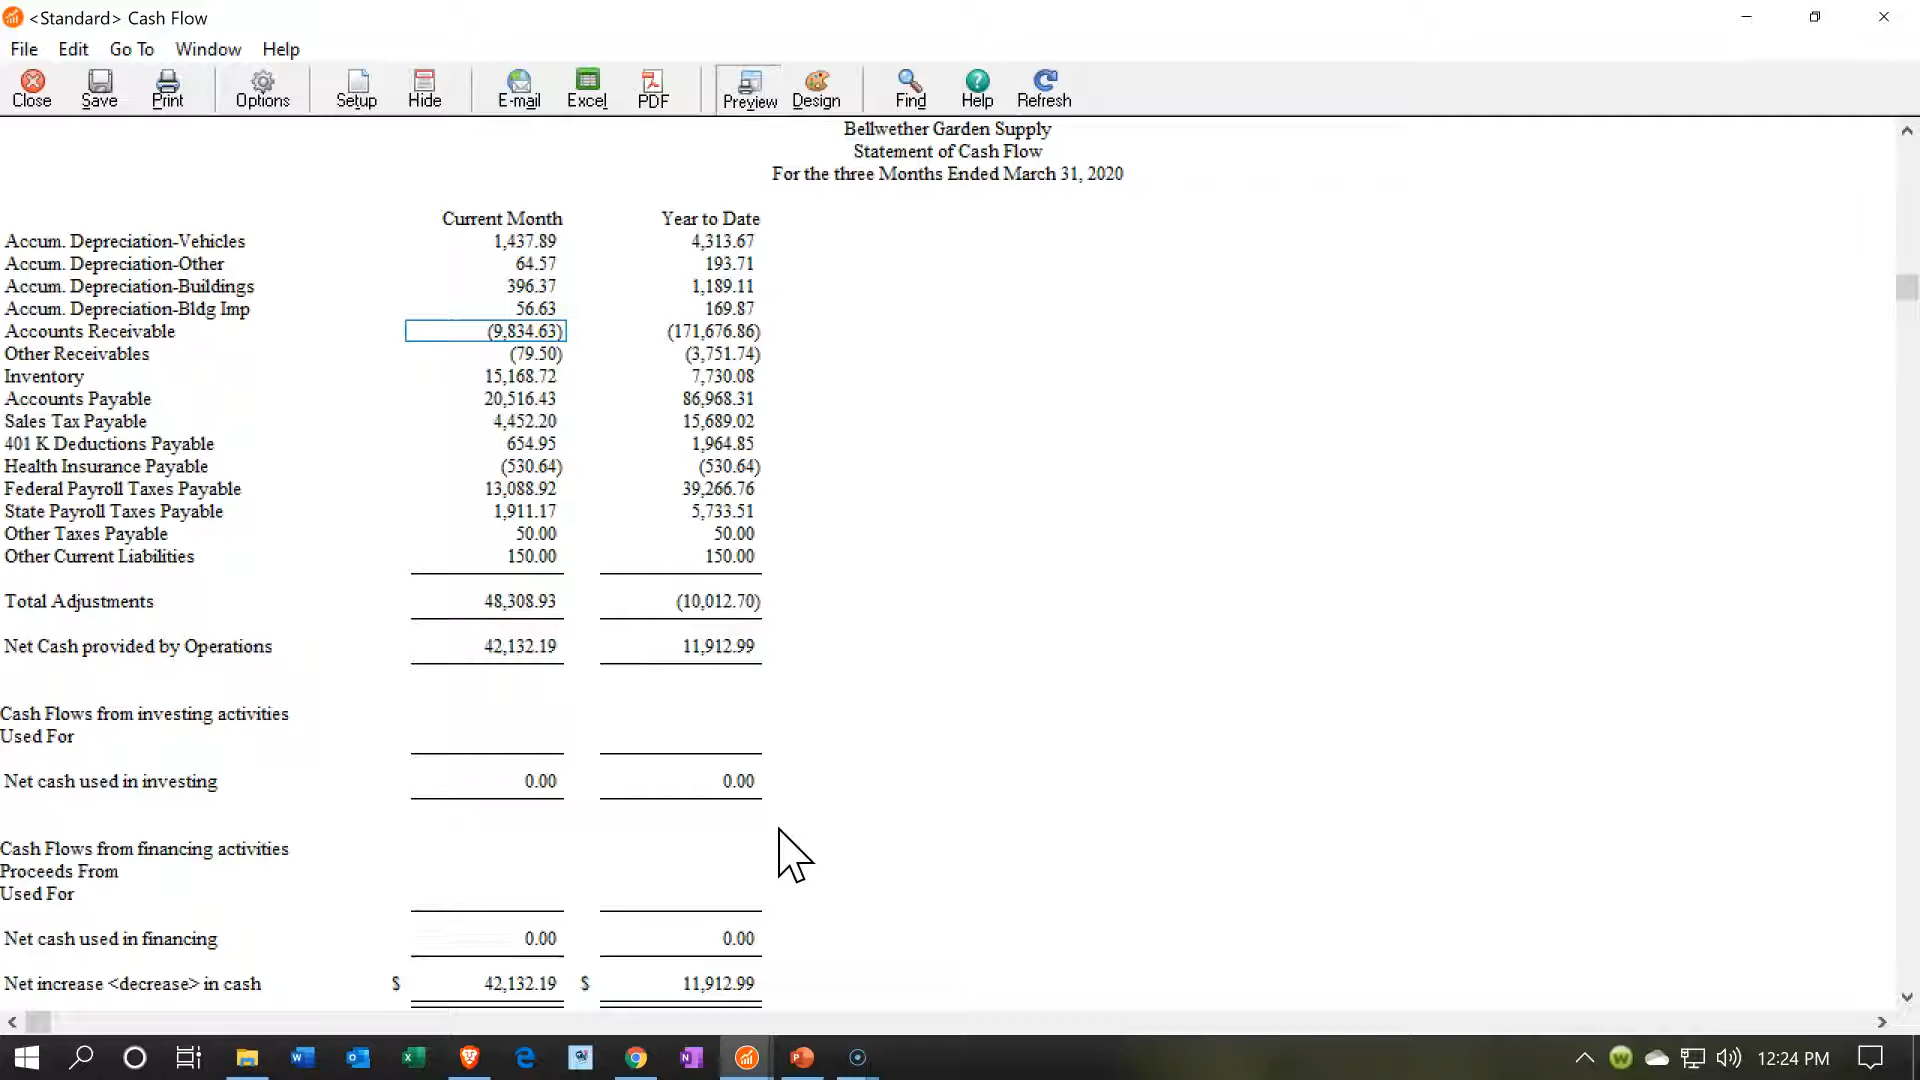 <Standard> Cash Flow
File Edit Go To Window Help
Close Save Print Options Setup Hide E-mail Excel PDF Preview Design Find Help Refresh
Bellwether Garden Supply
Statement of Cash Flow
For the three Months Ended March 31, 2020
Current Month Year to Date
Accum. Depreciation-Vehicles 1,437.89 4,313.67
Accum. Depreciation-Other 64.57 193.71
Accum. Depreciation-Buildings 396.37 1,189.11
Accum. Depreciation-Bldg Imp 56.63 169.87
Accounts Receivable (9,834.63) (171,676.86)
Other Receivables (79.50) (3,751.74)
Inventory 15,168.72 7,730.08
Accounts Payable 20,516.43 86,968.31
Sales Tax Payable 4,452.20 15,689.02
401 K Deductions Payable 654.95 1,964.85
Health Insurance Payable (530.64) (530.64)
Federal Payroll Taxes Payable 13,088.92 39,266.76
State Payroll Taxes Payable 1,911.17 5,733.51
Other Taxes Payable 50.00 50.00
Other Current Liabilities 150.00 150.00
Total Adjustments 48,308.93 (10,012.70)
Net Cash provided by Operations 42,132.19 11,912.99
Cash Flows from investing activities
Used For
Net cash used in investing 0.00 0.00
Cash Flows from financing activities
Proceeds From
Used For
Net cash used in financing 0.00 0.00
Net increase <decrease> in cash $ 42,132.19 $ 11,912.99
12:24 PM